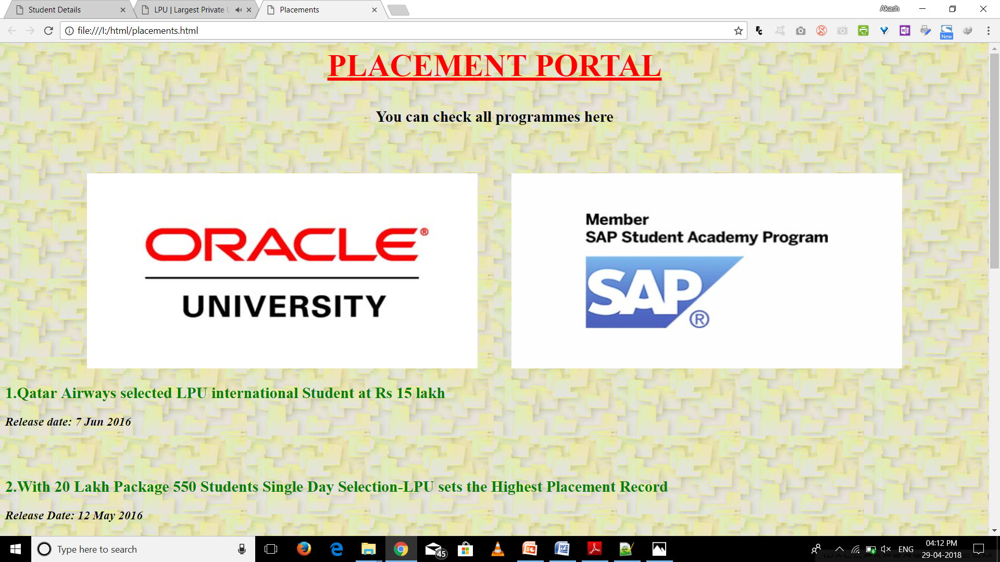 Student Details
LPU | Largest Private
Placements
Akash
file:///I:/html/placements.html
New
PLACEMENT PORTAL
You can check all programmes here
ORACLE®
UNIVERSITY
Member
SAP Student Academy Program
SAP®
1.Qatar Airways selected LPU international Student at Rs 15 lakh
Release date: 7 Jun 2016
2.With 20 Lakh Package 550 Students Single Day Selection-LPU sets the Highest Placement Record
Release Date: 12 May 2016
Type here to search
45
ENG
04:12 PM
29-04-2018